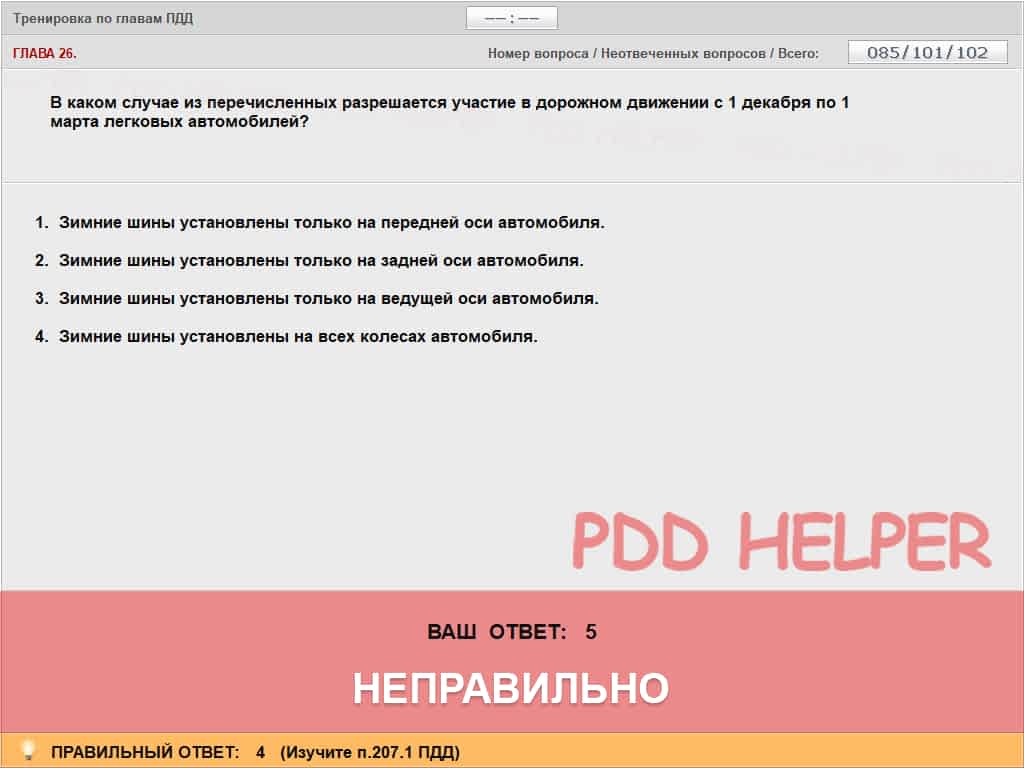 Тренировка по главам ПДД
—— : ——
ГЛАВА 26.
Номер вопроса / Неотвеченных вопросов / Всего:
085/101/102
В каком случае из перечисленных разрешается участие в дорожном движении с 1 декабря по 1
марта легковых автомобилей?
1. Зимние шины установлены только на передней оси автомобиля.
2. Зимние шины установлены только на задней оси автомобиля.
3. Зимние шины установлены только на ведущей оси автомобиля.
4. Зимние шины установлены на всех колесах автомобиля.
PDD HELPER
ВАШ ОТВЕТ: 5
НЕПРАВИЛЬНО
ПРАВИЛЬНЫЙ ОТВЕТ: 4 (Изучите п.207.1 ПДД)